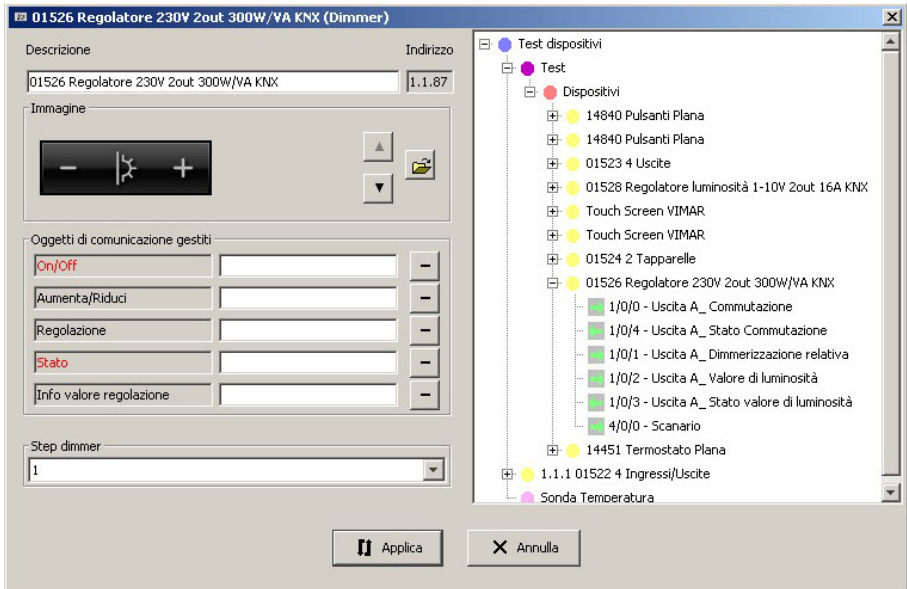 01526 Regolatore 230V 2out 300W/VA KNX (Dimmer)
Descrizione
Indirizzo
01526 Regolatore 230V 2out 300W/VA KNX
1.1.87
Immagine
Oggetti di comunicazione gestiti
On/Off
Aumenta/Riduci
Regolazione
Stato
Info valore regolazione
Step dimmer
1
Test dispositivi
Test
Dispositivi
14840 Pulsanti Plana
14840 Pulsanti Plana
01523 4 Uscite
01528 Regolatore luminosità 1-10V 2out 16A KNX
Touch Screen VIMAR
Touch Screen VIMAR
01524 2 Tapparelle
01526 Regolatore 230V 2out 300W/VA KNX
1/0/0 - Uscita A_ Commutazione
1/0/4 - Uscita A_ Stato Commutazione
1/0/1 - Uscita A_ Dimmerizzazione relativa
1/0/2 - Uscita A_ Valore di luminosità
1/0/3 - Uscita A_ Stato valore di luminosità
4/0/0 - Scanario
14451 Termostato Plana
1.1.1 01522 4 Ingressi/Uscite
Sonda Temperatura
Applica
Annulla